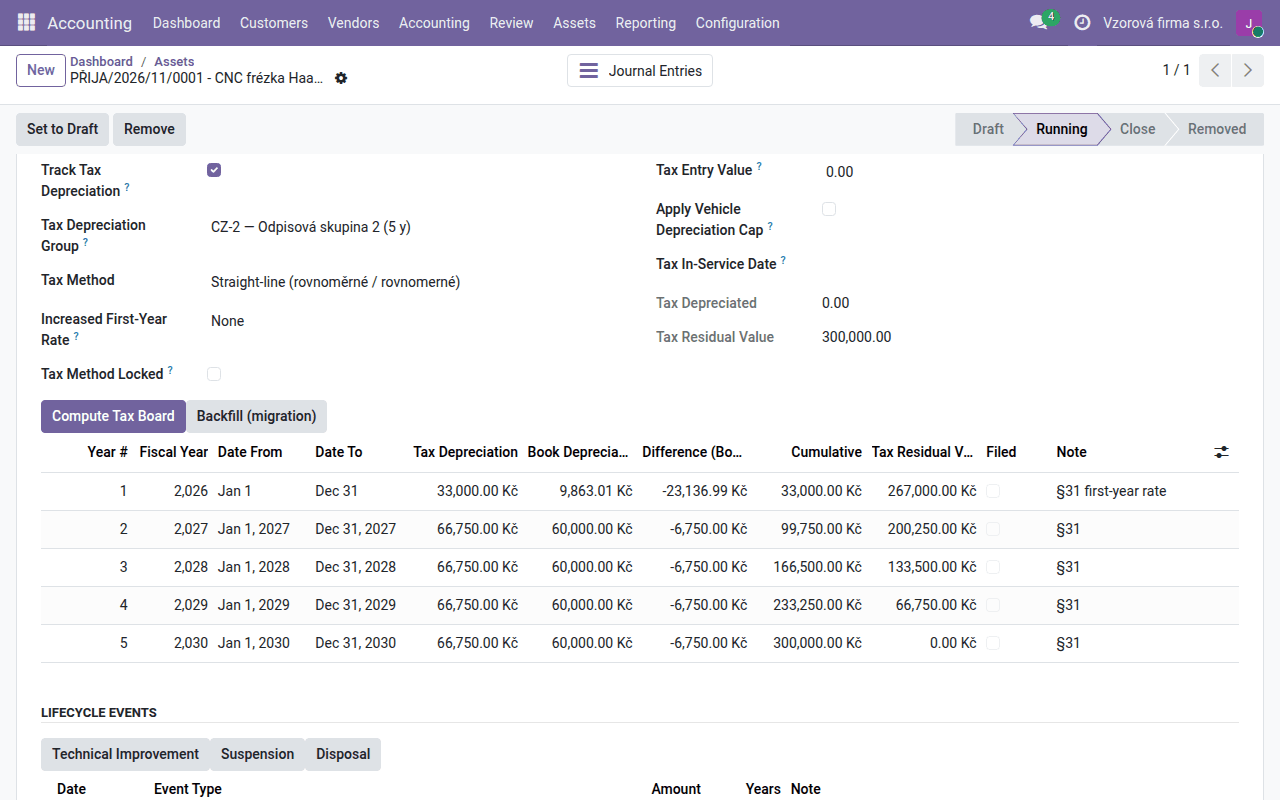 Accounting Dashboard Customers Vendors Accounting Review Assets Reporting Configuration 4 Vzorová firma s.r.o. J
New Dashboard / Assets
PŘIJA/2026/11/0001 - CNC frézka Haa...
Journal Entries
1 / 1
Set to Draft Remove Draft Running Close Removed
Track Tax Depreciation ?
Tax Entry Value ? 0.00
Tax Depreciation Group ? CZ-2 — Odpisová skupina 2 (5 y)
Apply Vehicle Depreciation Cap ?
Tax Method Straight-line (rovnoměrné / rovnomerné)
Tax In-Service Date ?
Increased First-Year Rate ? None
Tax Depreciated 0.00
Tax Residual Value 300,000.00
Tax Method Locked ?
Compute Tax Board Backfill (migration)
Year # Fiscal Year Date From Date To Tax Depreciation Book Deprecia... Difference (Bo... Cumulative Tax Residual V... Filed Note
1 2,026 Jan 1 Dec 31 33,000.00 Kč 9,863.01 Kč -23,136.99 Kč 33,000.00 Kč 267,000.00 Kč §31 first-year rate
2 2,027 Jan 1, 2027 Dec 31, 2027 66,750.00 Kč 60,000.00 Kč -6,750.00 Kč 99,750.00 Kč 200,250.00 Kč §31
3 2,028 Jan 1, 2028 Dec 31, 2028 66,750.00 Kč 60,000.00 Kč -6,750.00 Kč 166,500.00 Kč 133,500.00 Kč §31
4 2,029 Jan 1, 2029 Dec 31, 2029 66,750.00 Kč 60,000.00 Kč -6,750.00 Kč 233,250.00 Kč 66,750.00 Kč §31
5 2,030 Jan 1, 2030 Dec 31, 2030 66,750.00 Kč 60,000.00 Kč -6,750.00 Kč 300,000.00 Kč 0.00 Kč §31
LIFECYCLE EVENTS
Technical Improvement Suspension Disposal
Date Event Type Amount Years Note